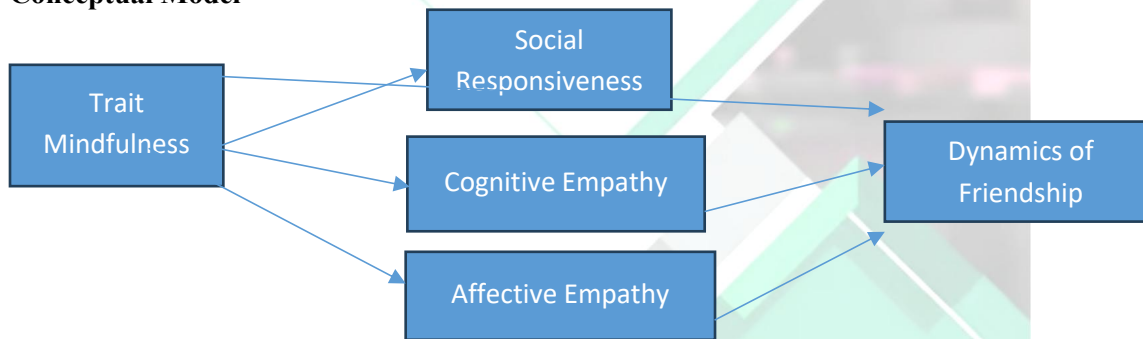 Conceptual Model
Social
Responsiveness
Trait
Mindfulness
Cognitive Empathy
Dynamics of
Friendship
Affective Empathy